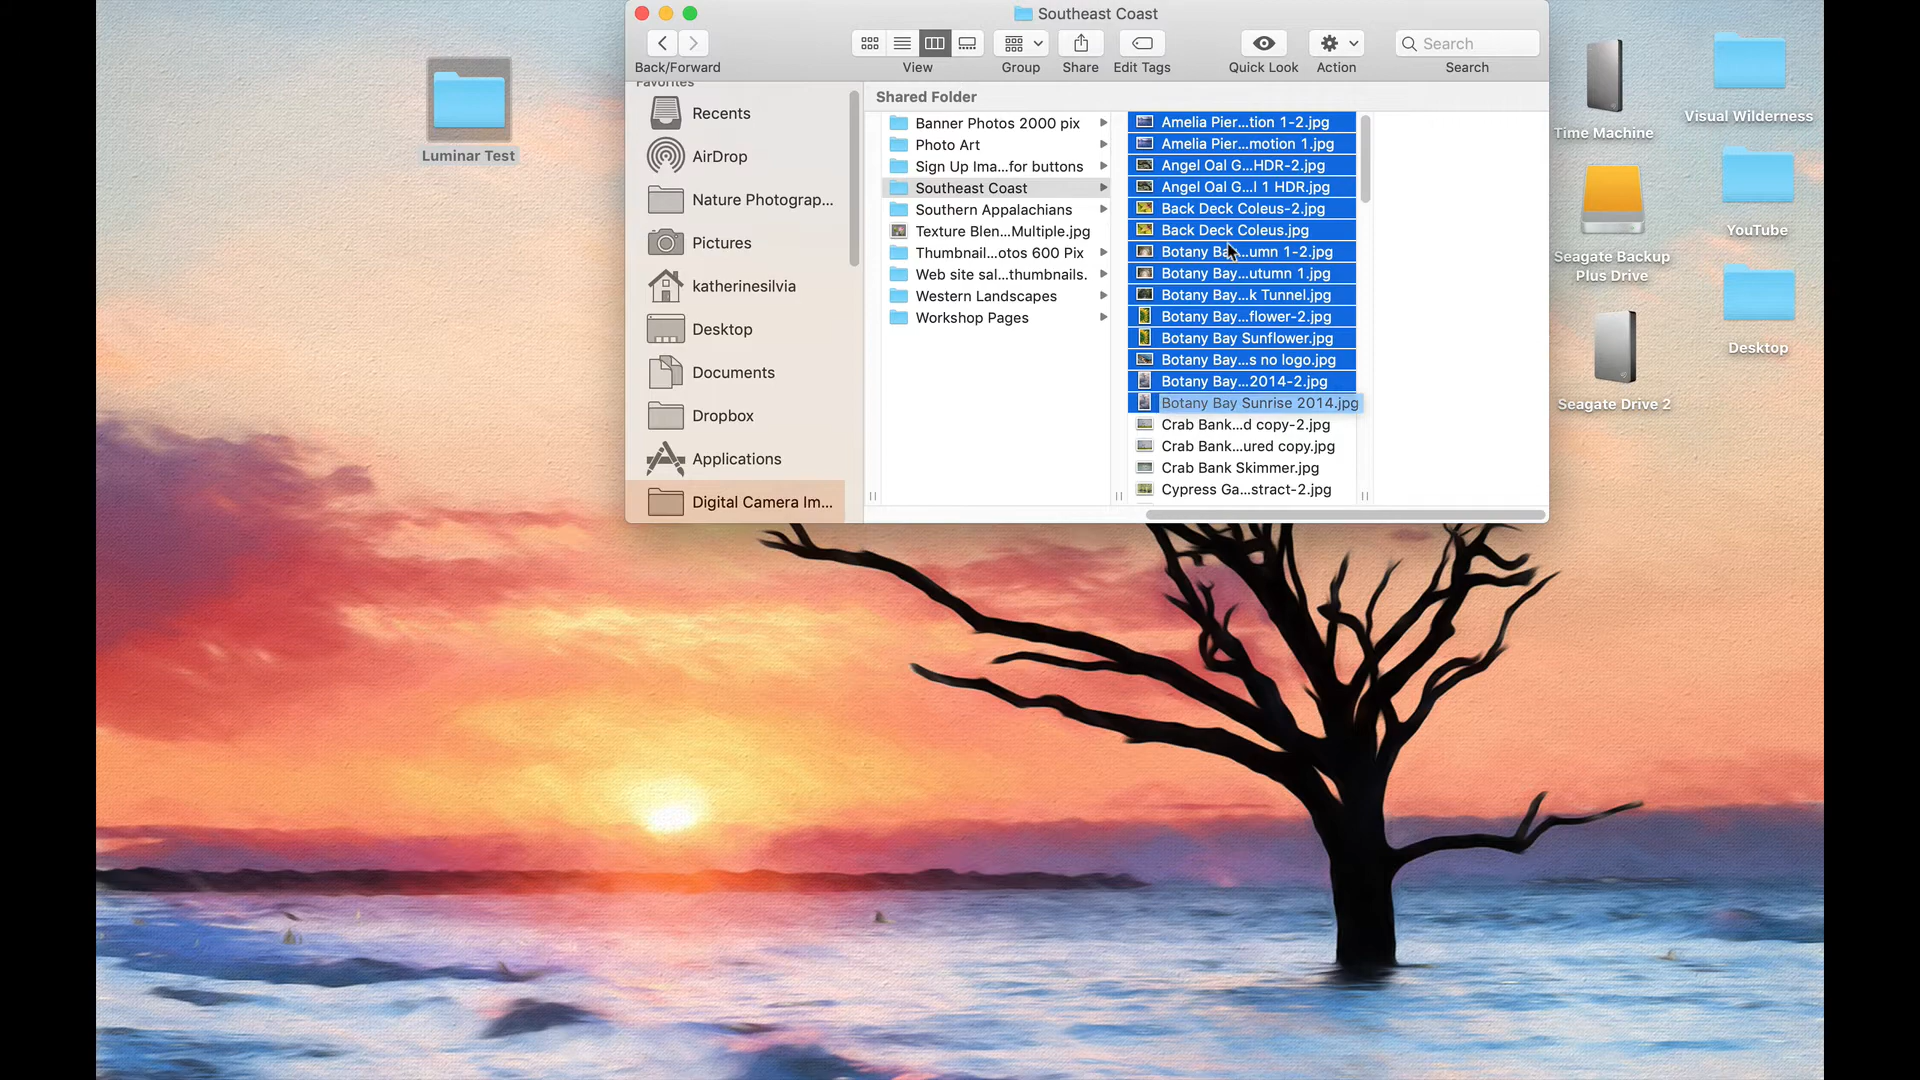 Southeast Coast
Back/Forward
View
Group
Share
Edit Tags
Quick Look
Action
Search
Search
Favorites
Recents
AirDrop
Nature Photograp...
Pictures
katherinesilvia
Desktop
Documents
Dropbox
Applications
Digital Camera Im...
Shared Folder
Banner Photos 2000 pix
Photo Art
Sign Up Ima...for buttons
Southeast Coast
Southern Appalachians
Texture Blen...Multiple.jpg
Thumbnail...otos 600 Pix
Web site sal...thumbnails.
Western Landscapes
Workshop Pages
Amelia Pier...tion 1-2.jpg
Amelia Pier...motion 1.jpg
Angel Oal G...HDR-2.jpg
Angel Oal G...l 1 HDR.jpg
Back Deck Coleus-2.jpg
Back Deck Coleus.jpg
Botany Ba...umn 1-2.jpg
Botany Bay...utumn 1.jpg
Botany Bay...k Tunnel.jpg
Botany Bay...flower-2.jpg
Botany Bay Sunflower.jpg
Botany Bay...s no logo.jpg
Botany Bay...2014-2.jpg
Botany Bay Sunrise 2014.jpg
Crab Bank...d copy-2.jpg
Crab Bank...ured copy.jpg
Crab Bank Skimmer.jpg
Cypress Ga...stract-2.jpg
Luminar Test
Time Machine
Visual Wilderness
Seagate Backup
Plus Drive
YouTube
Seagate Drive 2
Desktop